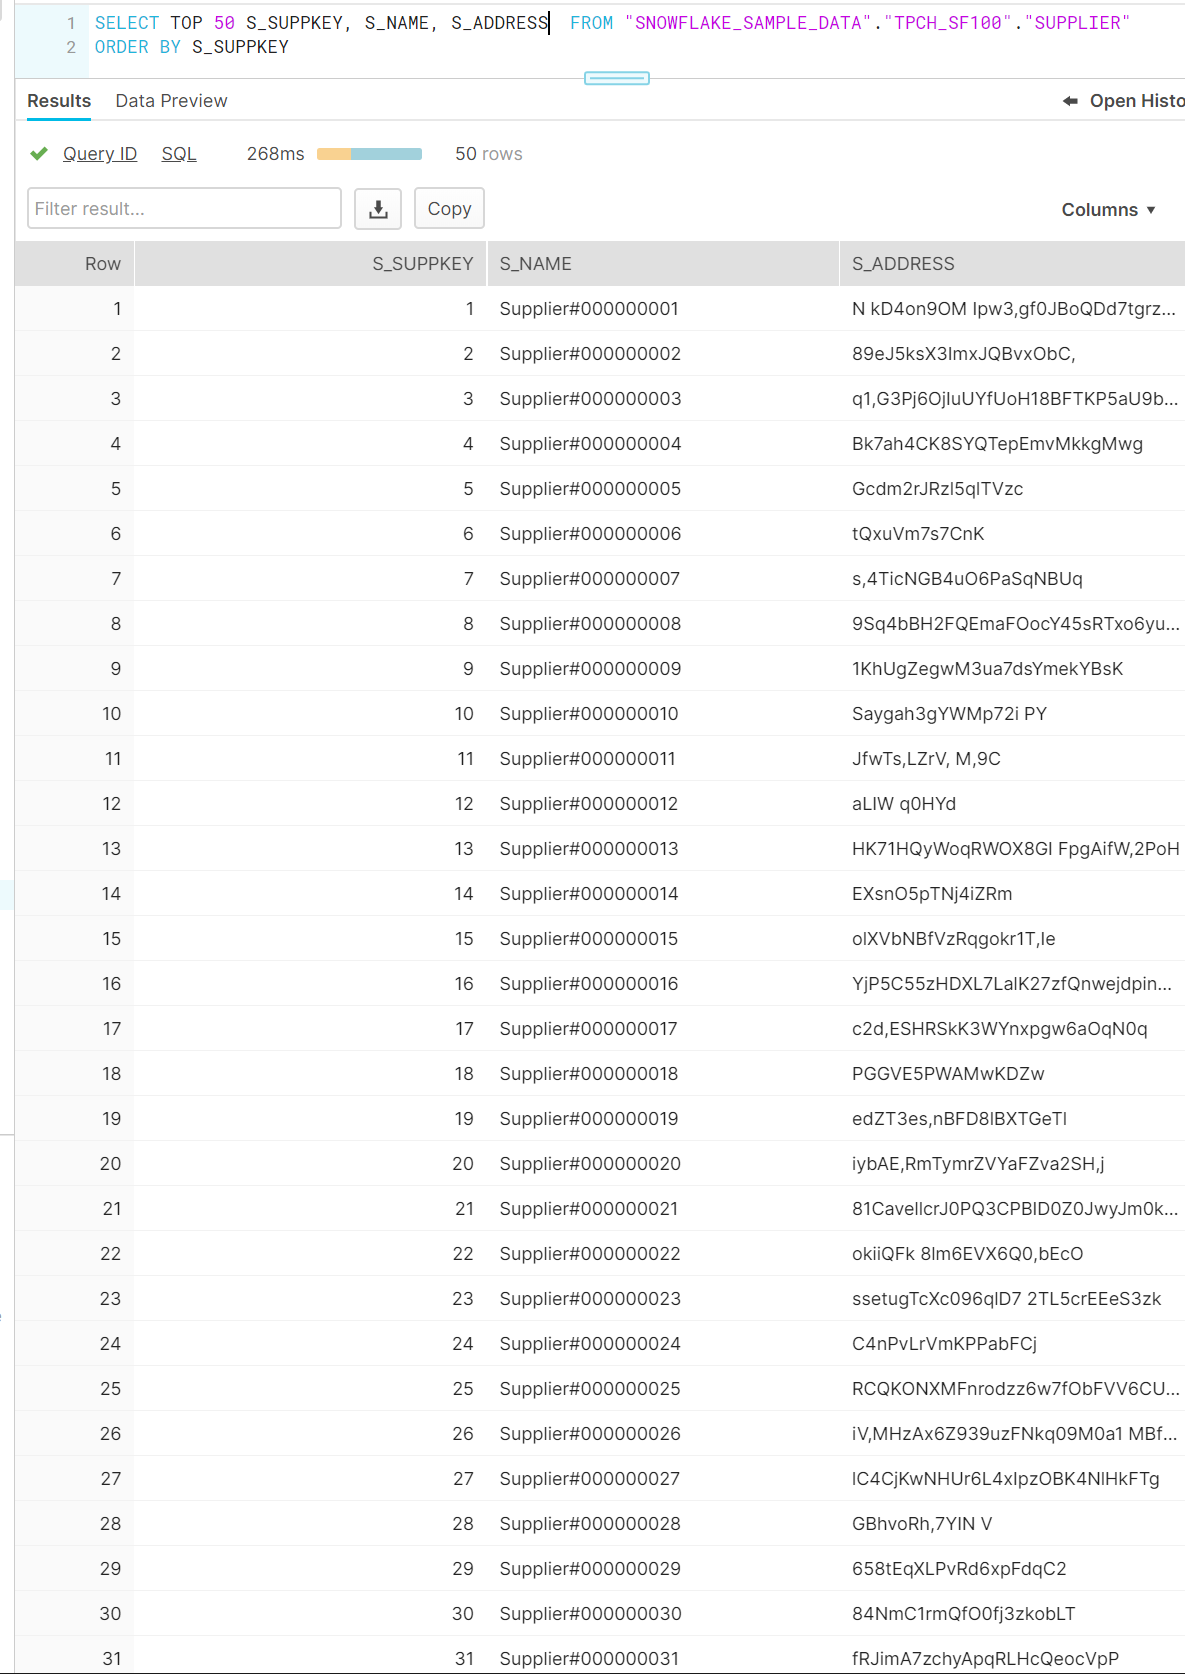 1 SELECT TOP 50 S_SUPPKEY, S_NAME, S_ADDRESS FROM "SNOWFLAKE_SAMPLE_DATA"."TPCH_SF100"."SUPPLIER"
2 ORDER BY S_SUPPKEY
Results Data Preview Open Histo
Query ID SQL 268ms 50 rows
Filter result... Copy Columns
Row S_SUPPKEY S_NAME S_ADDRESS
1 1 Supplier#000000001 N kD4on9OM Ipw3,gf0JBoQDd7tgrz...
2 2 Supplier#000000002 89eJ5ksX3ImxJQBvxObC,
3 3 Supplier#000000003 q1,G3Pj6OjIuUYfUoH18BFTKP5aU9b...
4 4 Supplier#000000004 Bk7ah4CK8SYQTepEmvMkkgMwg
5 5 Supplier#000000005 Gcdm2rJRzl5qlTVzc
6 6 Supplier#000000006 tQxuVm7s7CnK
7 7 Supplier#000000007 s,4TicNGB4uO6PaSqNBUq
8 8 Supplier#000000008 9Sq4bBH2FQEmaFOocY45sRTxo6yu...
9 9 Supplier#000000009 1KhUgZegwM3ua7dsYmekYBsK
10 10 Supplier#000000010 Saygah3gYWMp72i PY
11 11 Supplier#000000011 JfwTs,LZrV, M,9C
12 12 Supplier#000000012 aLIW q0HYd
13 13 Supplier#000000013 HK71HQyWoqRWOX8GI FpgAifW,2PoH
14 14 Supplier#000000014 EXsnO5pTNj4iZRm
15 15 Supplier#000000015 olXVbNBfVzRqgokr1T,Ie
16 16 Supplier#000000016 YjP5C55zHDXL7LalK27zfQnwejdpin...
17 17 Supplier#000000017 c2d,ESHRSkK3WYnxpgw6aOqN0q
18 18 Supplier#000000018 PGGVE5PWAMwKDZw
19 19 Supplier#000000019 edZT3es,nBFD8lBXTGeTl
20 20 Supplier#000000020 iybAE,RmTymrZVYaFZva2SH,j
21 21 Supplier#000000021 81CavellcrJ0PQ3CPBID0Z0JwyJm0k...
22 22 Supplier#000000022 okiiQFk 8lm6EVX6Q0,bEcO
23 23 Supplier#000000023 ssetugTcXc096qlD7 2TL5crEEeS3zk
24 24 Supplier#000000024 C4nPvLrVmKPPabFCj
25 25 Supplier#000000025 RCQKONXMFnrodzz6w7fObFVV6CU...
26 26 Supplier#000000026 iV,MHzAx6Z939uzFNkq09M0a1 MBf...
27 27 Supplier#000000027 lC4CjKwNHUr6L4xIpzOBK4NlHkFTg
28 28 Supplier#000000028 GBhvoRh,7YIN V
29 29 Supplier#000000029 658tEqXLPvRd6xpFdqC2
30 30 Supplier#000000030 84NmC1rmQfO0fj3zkobLT
31 31 Supplier#000000031 fRJimA7zchyApqRLHcQeocVpP